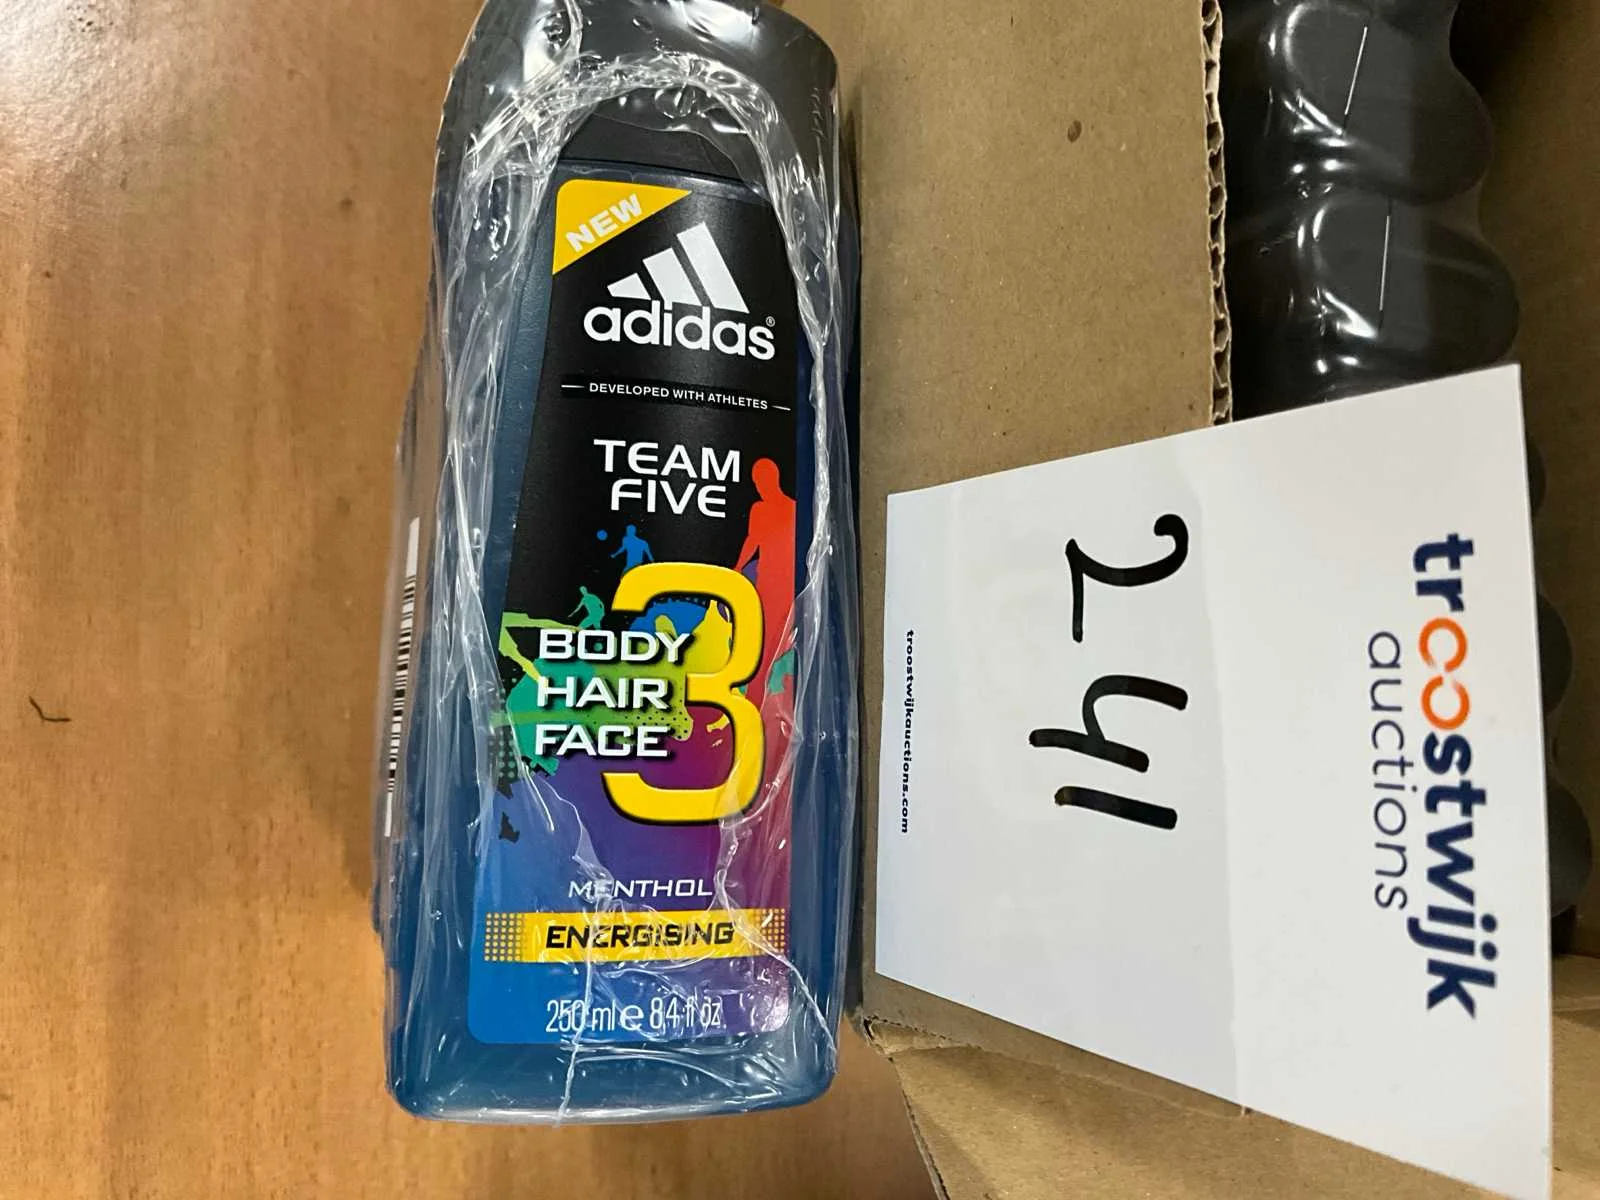 NEW
adidas®
DEVELOPED WITH ATHLETES
TEAM
FIVE
3
BODY
HAIR
FACE
MENTHOL
ENERGISING
250 ml e 8.4 fl oz
troostwijk
auctions
241
troostwijkauctions.com